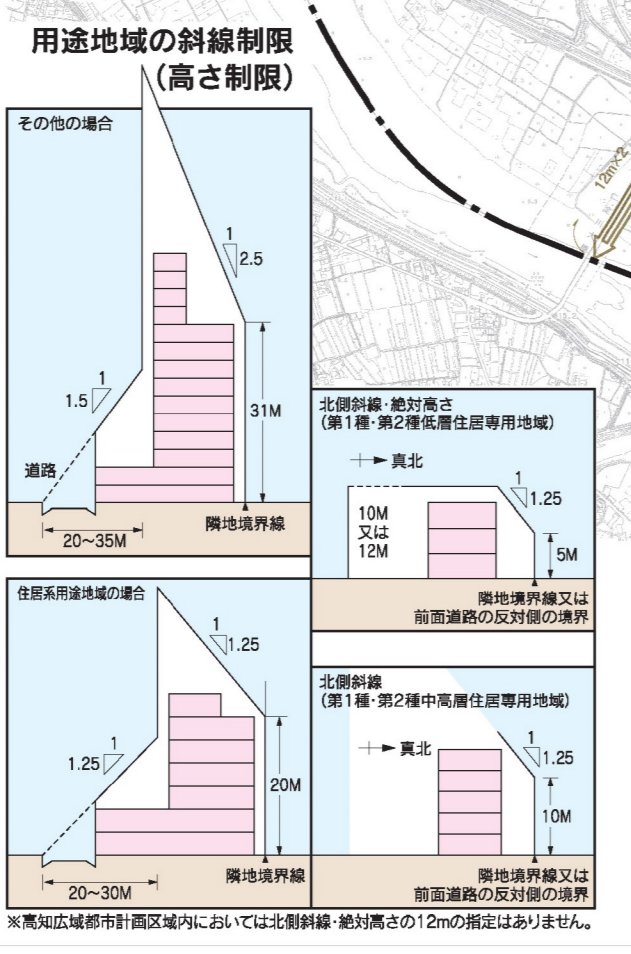 用途地域の斜線制限
（高さ制限）
その他の場合
1
2.5
1
1.5
31M
道路
20〜35M
隣地境界線
12m×2
北側斜線・絶対高さ
（第1種・第2種低層住居専用地域）
真北
1
1.25
10M
又は
12M
5M
隣地境界線又は
前面道路の反対側の境界
住居系用途地域の場合
1
1.25
1
1.25
20M
20〜30M
隣地境界線
北側斜線
（第1種・第2種中高層住居専用地域）
真北
1
1.25
10M
隣地境界線又は
前面道路の反対側の境界
※高知広域都市計画区域内においては北側斜線・絶対高さの12mの指定はありません。